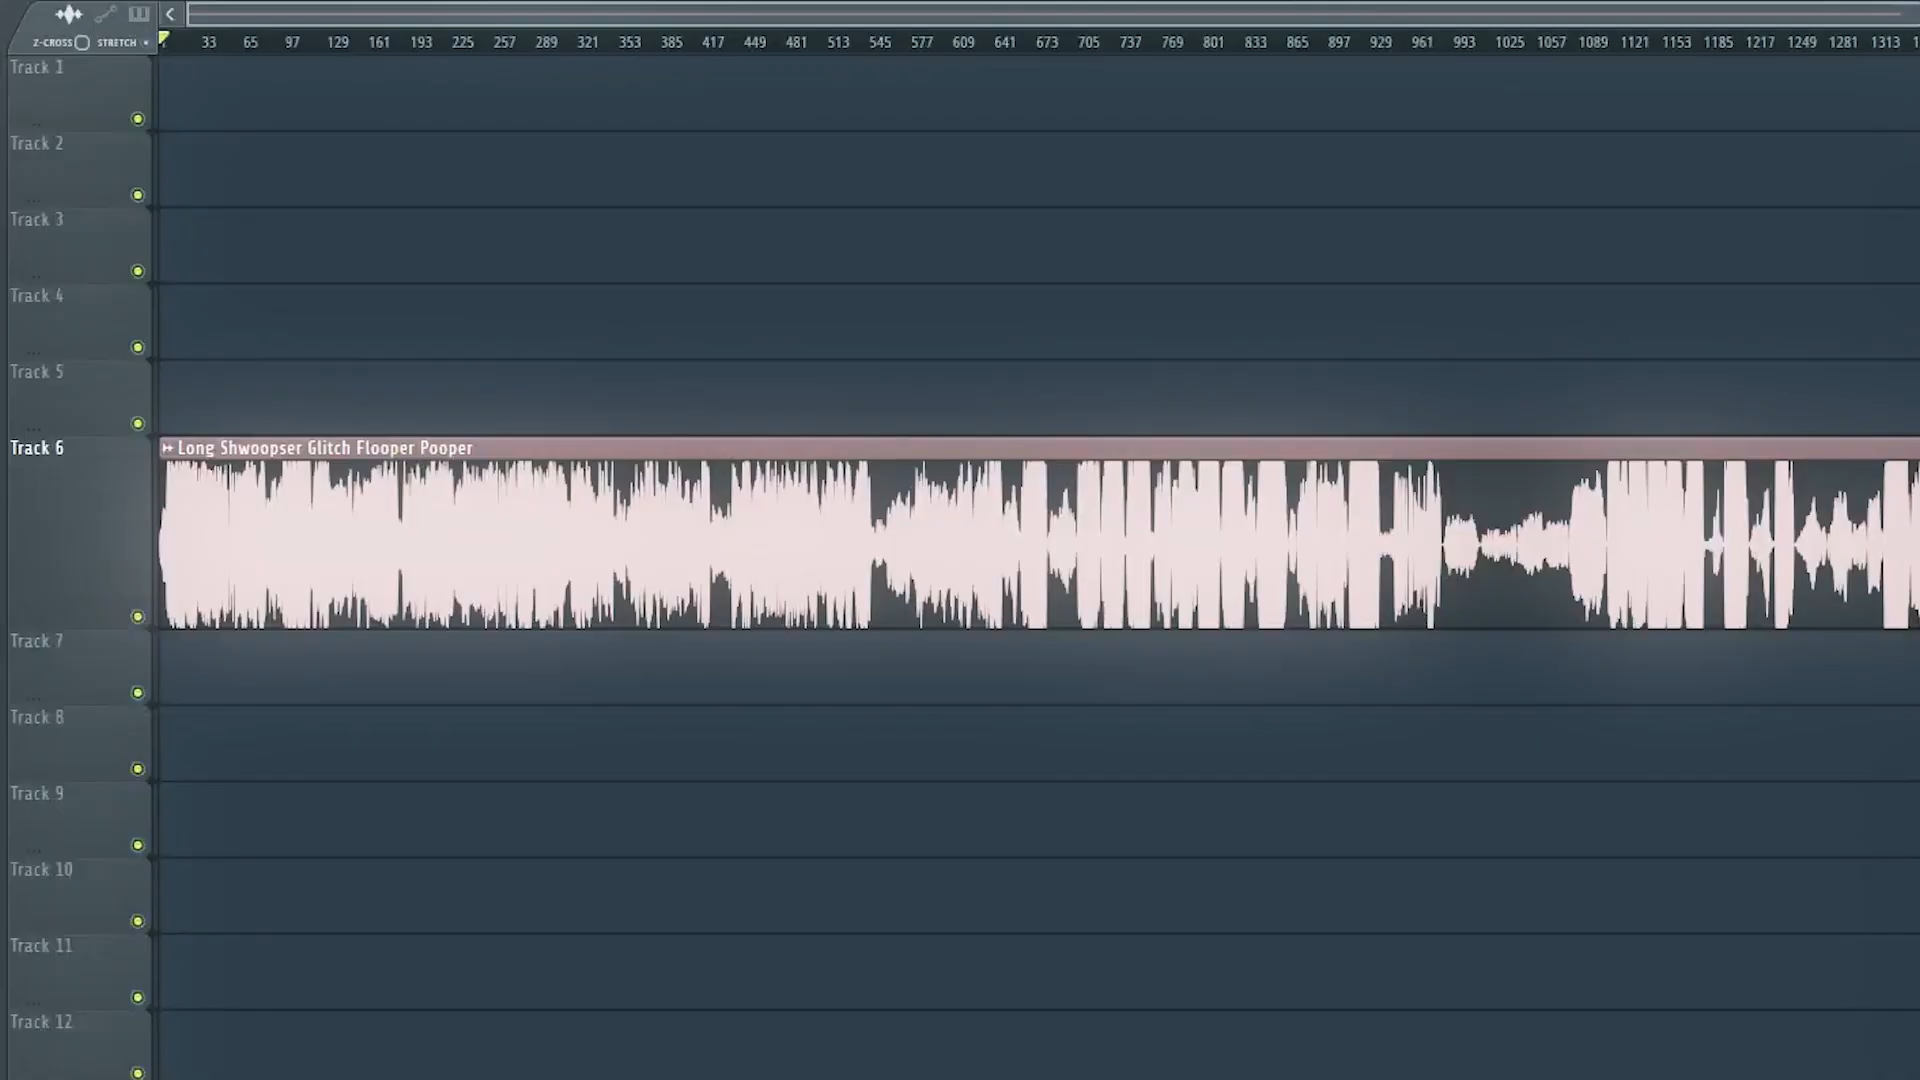 Z-CROSS STRETCH
33 65 97 129 161 193 225 257 289 321 353 385 417 449 481 513 545 577 609 641 673 705 737 769 801 833 865 897 929 961 993 1025 1057 1089 1121 1153 1185 1217 1249 1281 1313
Track 1
Track 2
Track 3
Track 4
Track 5
Track 6
Long Shwoopser Glitch Flooper Pooper
Track 7
Track 8
Track 9
Track 10
Track 11
Track 12